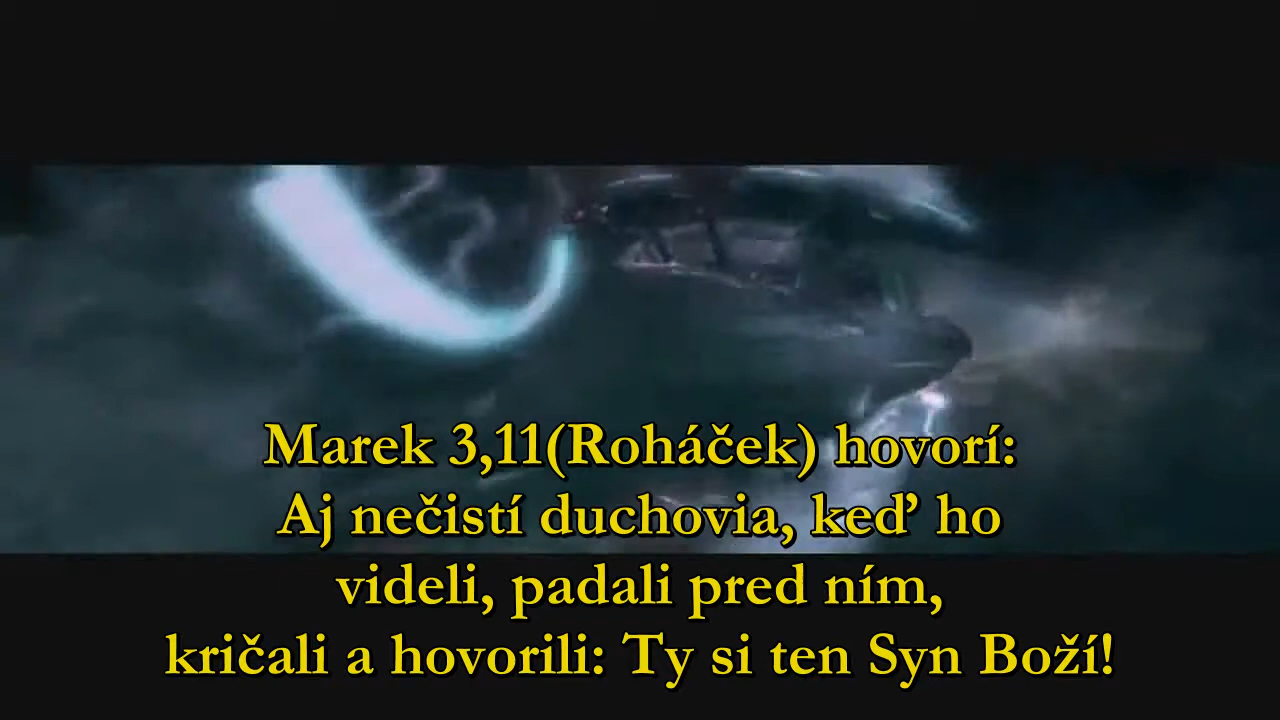 Marek 3,11(Roháček) hovorí:
Aj nečistí duchovia, keď ho
videli, padali pred ním,
kričali a hovorili: Ty si ten Syn Boží!